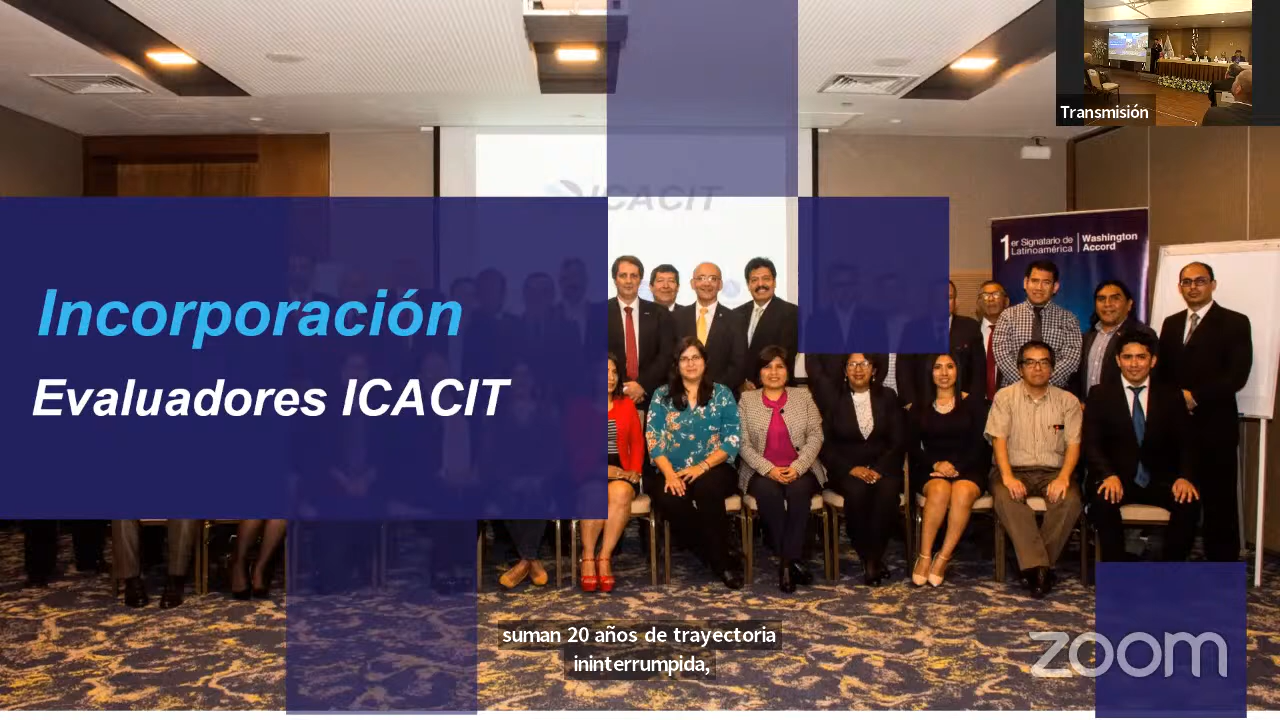 Transmisión
ICACIT
1er Signatario de
Latinoamérica
Washington
Accord
Incorporación
Evaluadores ICACIT
suman 20 años de trayectoria
ininterrumpida,
zoom